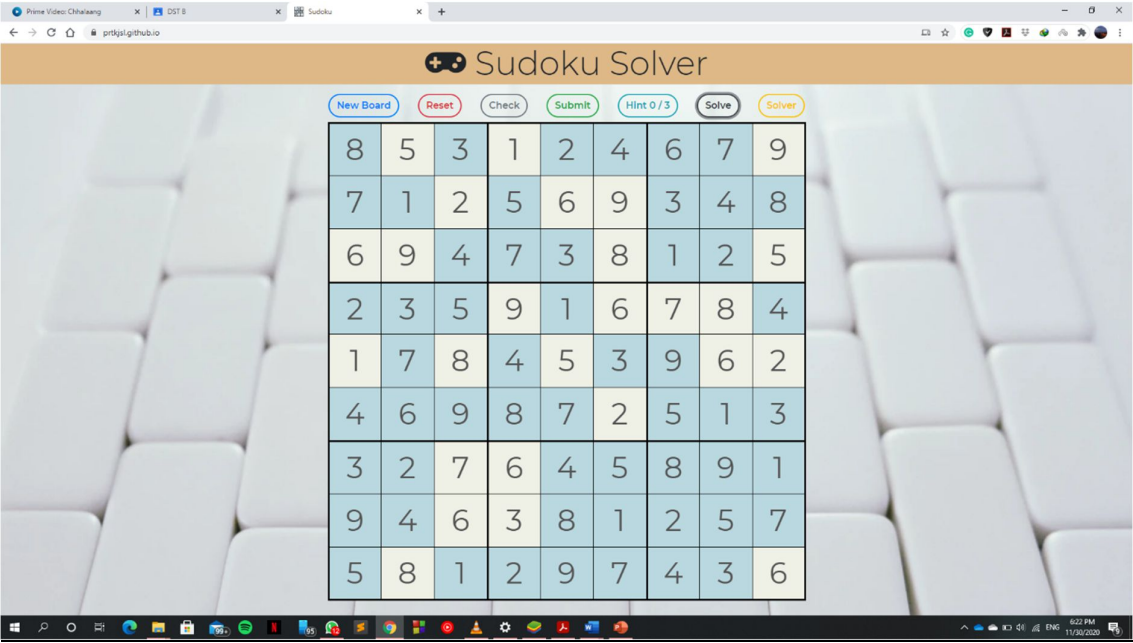 Prime Video: Chhalaang
DST B
Sudoku
prtkjsl.github.io
Sudoku Solver
New Board Reset Check Submit Hint 0 / 3 Solve Solver
8 5 3 1 2 4 6 7 9
7 1 2 5 6 9 3 4 8
6 9 4 7 3 8 1 2 5
2 3 5 9 1 6 7 8 4
1 7 8 4 5 3 9 6 2
4 6 9 8 7 2 5 1 3
3 2 7 6 4 5 8 9 1
9 4 6 3 8 1 2 5 7
5 8 1 2 9 7 4 3 6
99+ 95 ENG 6:22 PM
11/30/2020